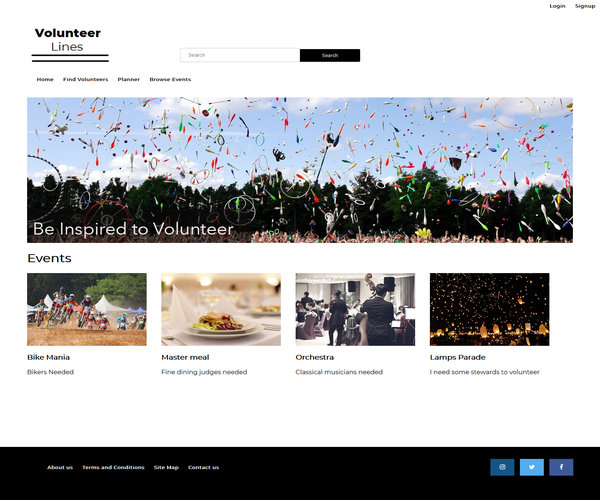 Login Signup
Volunteer
Lines
Search Search
Home Find Volunteers Planner Browse Events
Be Inspired to Volunteer
Events
Bike Mania Master meal Orchestra Lamps Parade
Bikers Needed Fine dining judges needed Classical musicians needed I need some stewards to volunteer
About us Terms and Conditions Site Map Contact us